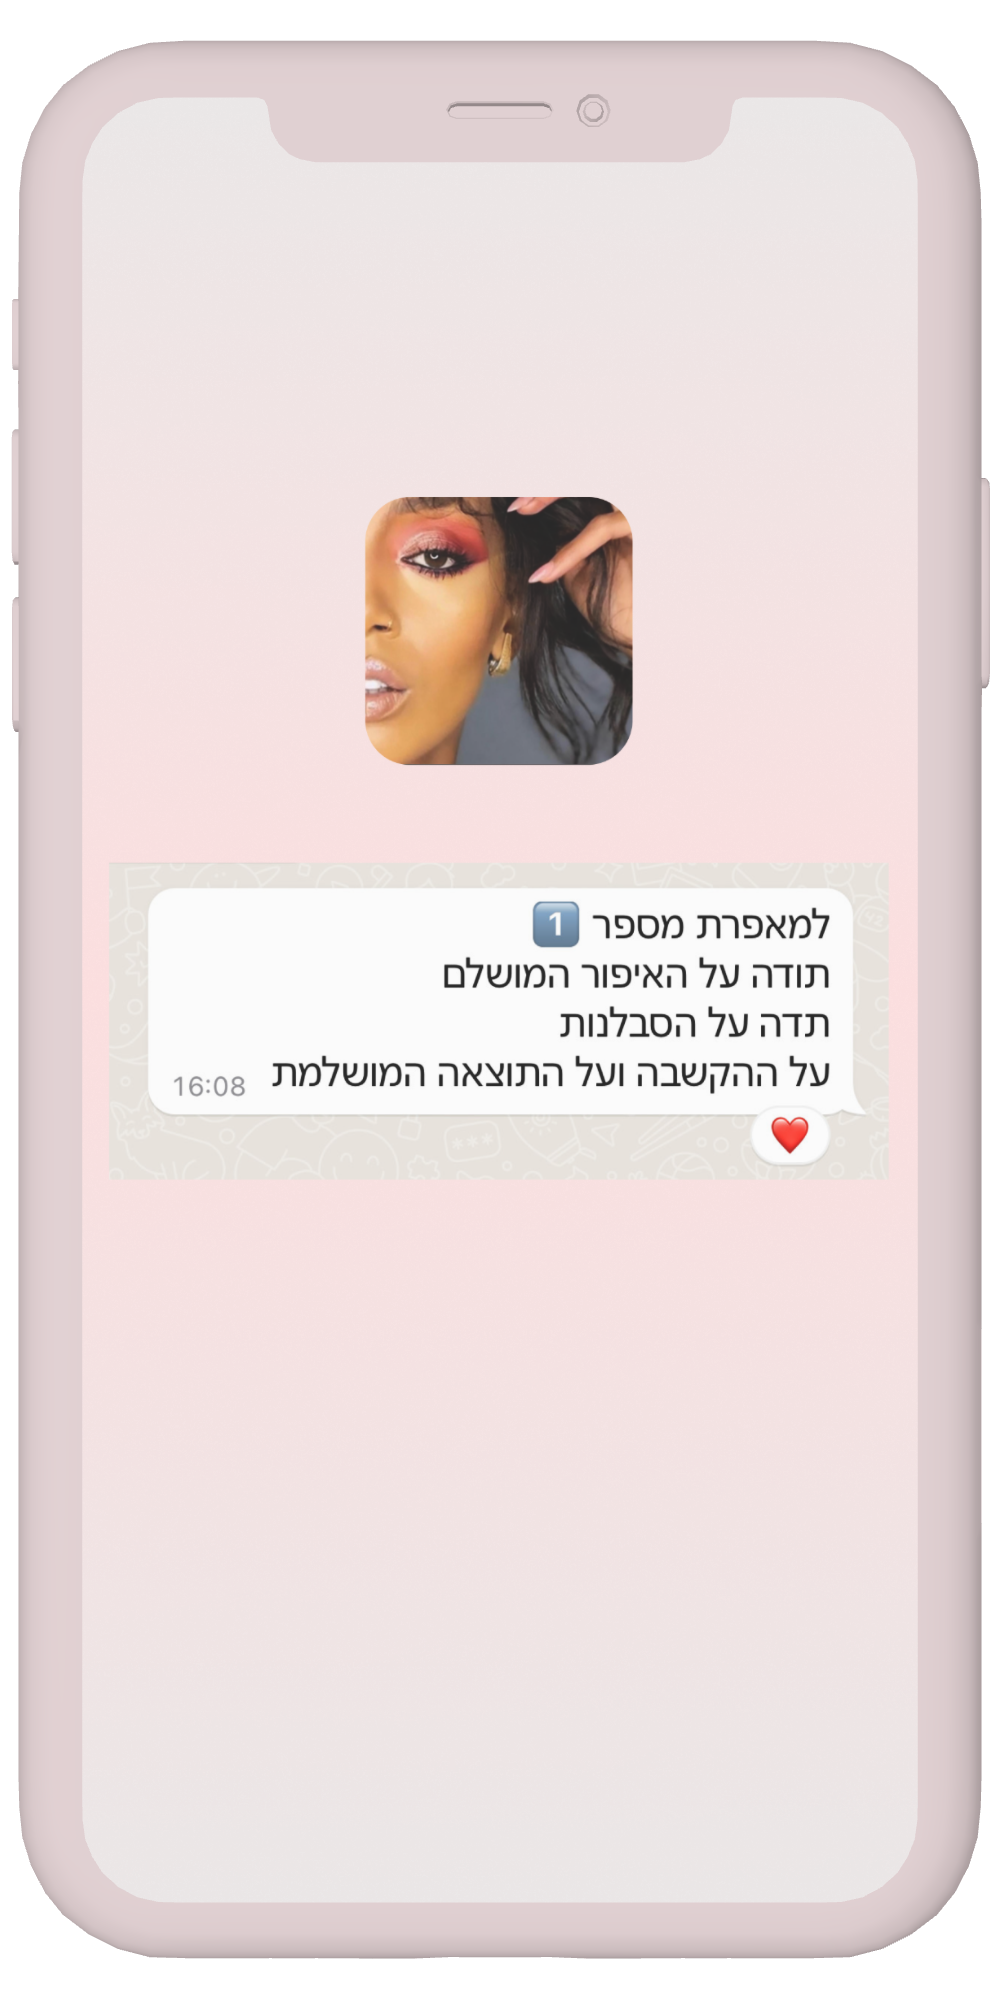 למאפרת מספר 1️⃣
תודה על האיפור המושלם
תדה על הסבלנות
על ההקשבה ועל התוצאה המושלמת
16:08